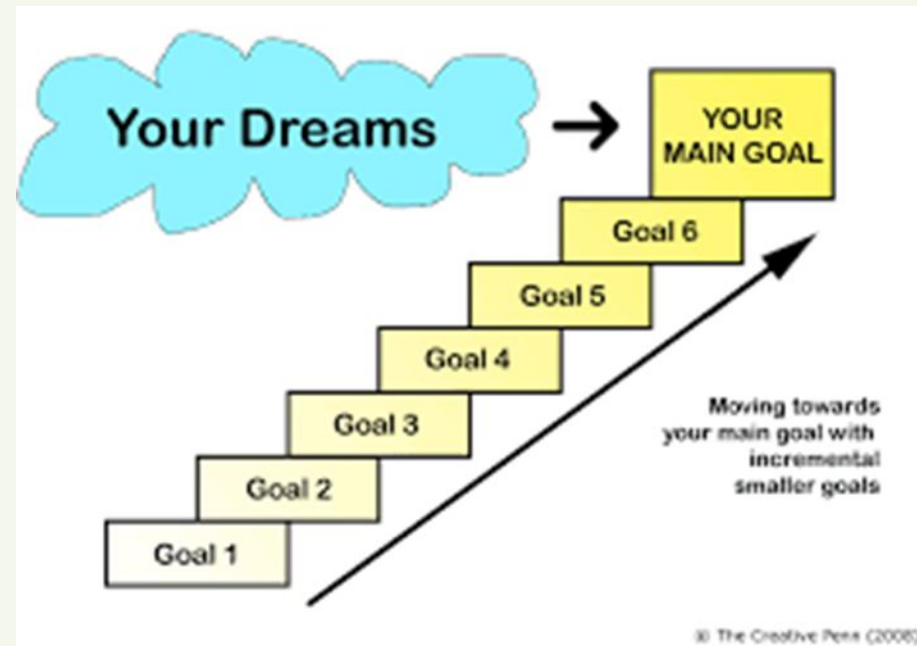 Your Dreams
YOUR
MAIN GOAL
Goal 6
Goal 5
Goal 4
Goal 3
Goal 2
Goal 1
Moving towards
your main goal with
incremental
smaller goals
© The Creative Penn (2008)